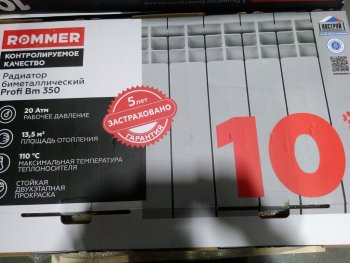 ROMMER
КОНТРОЛИРУЕМОЕ
КАЧЕСТВО
Радиатор
биметаллический
Profi Bm 350
20 Атм
РАБОЧЕЕ ДАВЛЕНИЕ
13,5 м²
ПЛОЩАДЬ ОТОПЛЕНИЯ
110 °C
МАКСИМАЛЬНАЯ ТЕМПЕРАТУРА
ТЕПЛОНОСИТЕЛЯ
СТОЙКАЯ
ДВУХЭТАПНАЯ
ПРОКРАСКА
5 лет
ЗАСТРАХОВАНО
ГАРАНТИЯ
10